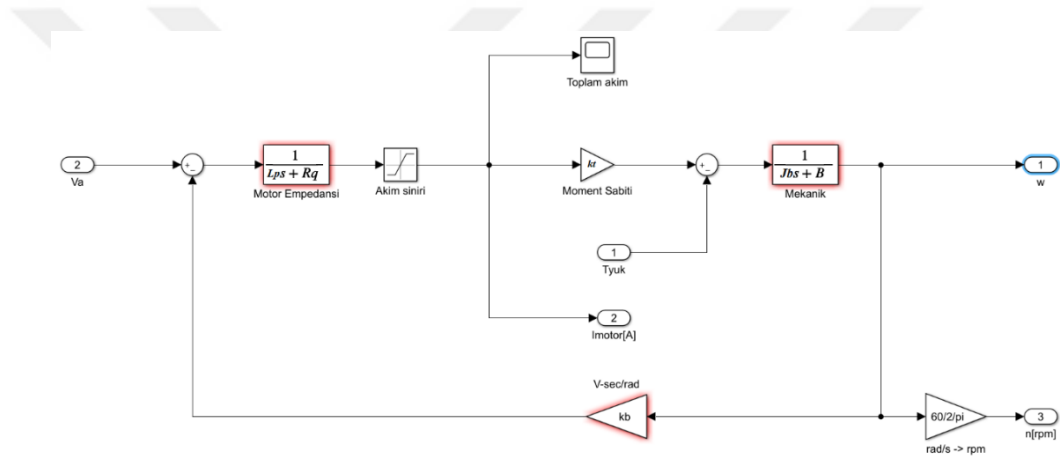 Toplam akim
2
Va
+
-
1
Lps + Rq
Motor Empedansi
Akim siniri
kt
Moment Sabiti
+
-
1
Jbs + B
Mekanik
1
w
1
Tyuk
2
Imotor[A]
V-sec/rad
kb
60/2/pi
rad/s -> rpm
3
n[rpm]